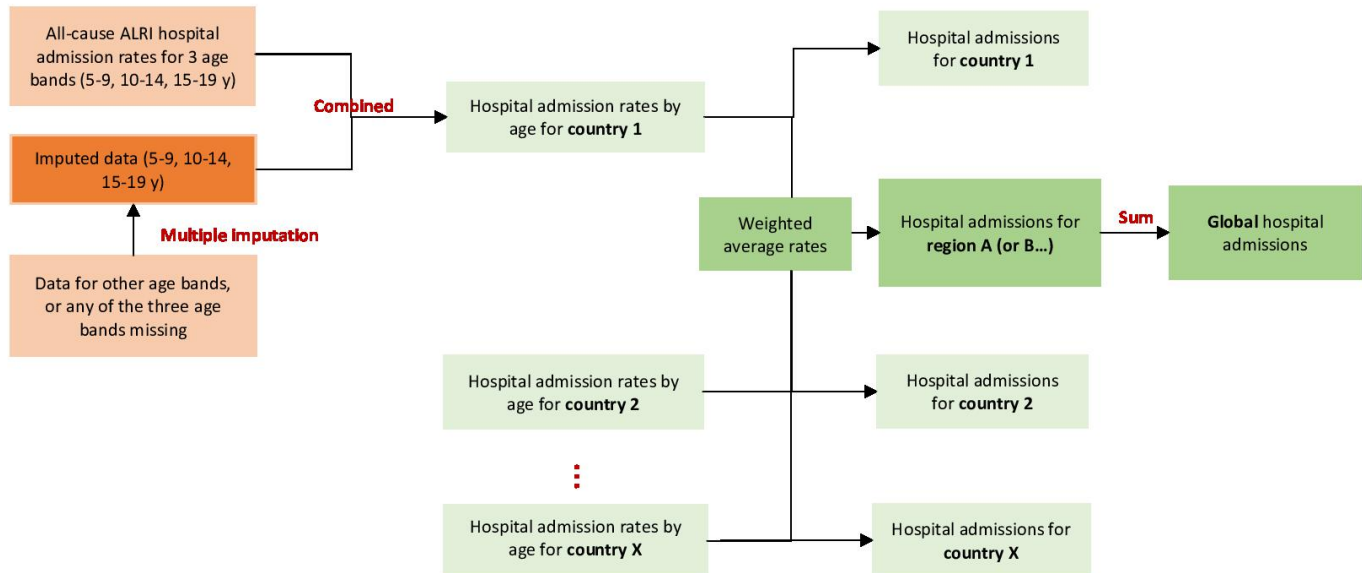 All-cause ALRI hospital
admission rates for 3 age
bands (5-9, 10-14, 15-19 y)
Imputed data (5-9, 10-14,
15-19 y)
Multiple imputation
Data for other age bands,
or any of the three age
bands missing
Combined
Hospital admission rates by
age for country 1
Hospital admissions
for country 1
Weighted
average rates
Hospital admissions for
region A (or B...)
Sum
Global hospital
admissions
Hospital admission rates by
age for country 2
Hospital admissions
for country 2
⋮
Hospital admission rates by
age for country X
Hospital admissions for
country X